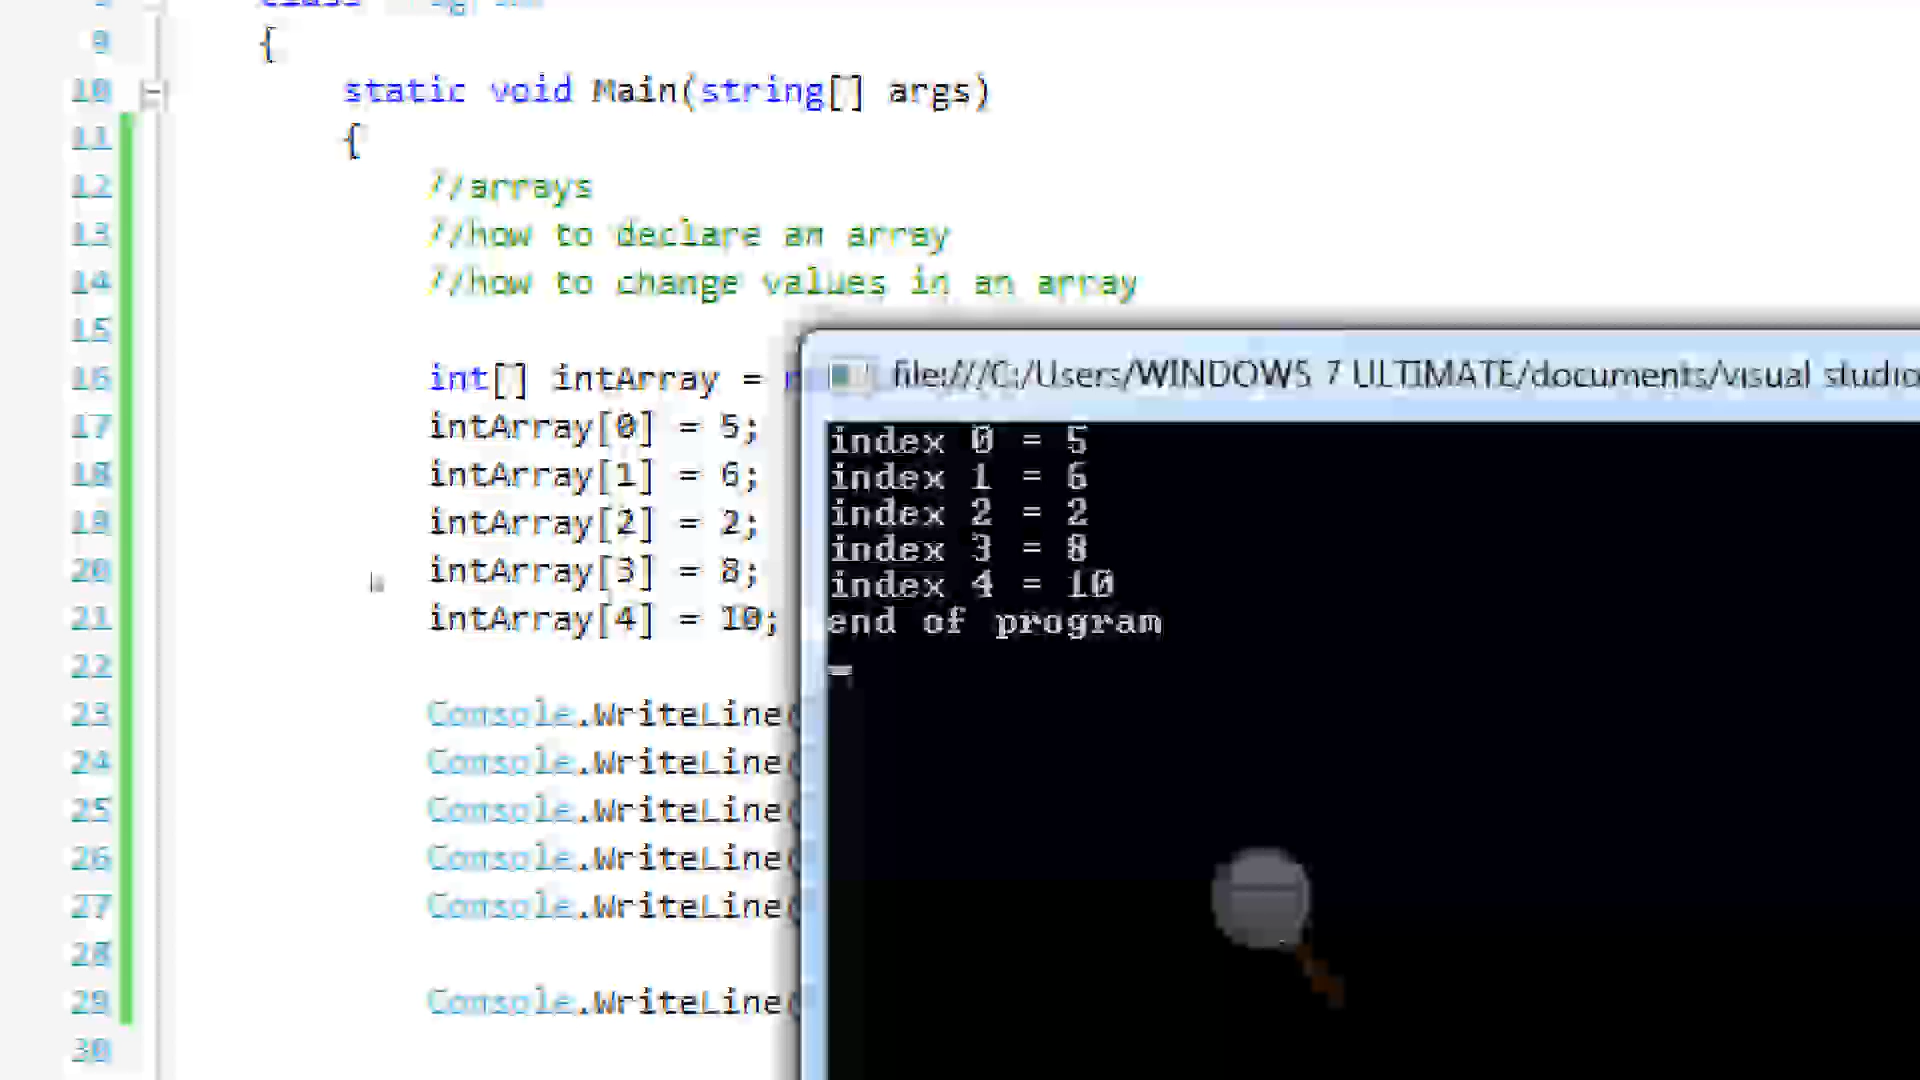 9
{
10 static void Main(string[] args)
11 {
12 //arrays
13 //how to declare an array
14 //how to change values in an array
15
16 int[] intArray =
17 intArray[0] = 5;
18 intArray[1] = 6;
19 intArray[2] = 2;
20 intArray[3] = 8;
21 intArray[4] = 10;
22
23 Console.WriteLine(
24 Console.WriteLine(
25 Console.WriteLine(
26 Console.WriteLine(
27 Console.WriteLine(
28
29 Console.WriteLine(
30
file:///C:/Users/WINDOWS 7 ULTIMATE/documents/visual studio
index 0 = 5
index 1 = 6
index 2 = 2
index 3 = 8
index 4 = 10
end of program